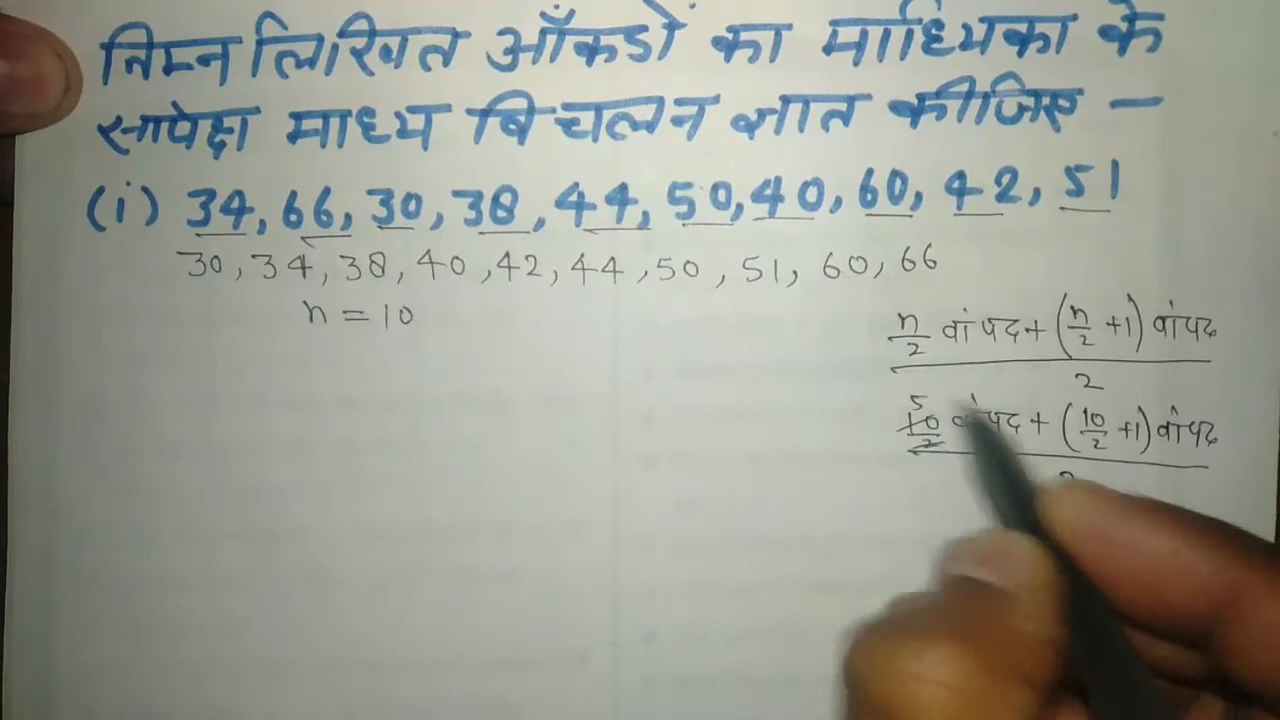 निम्नलिखित आँकडों का माध्यिका के
सापेक्ष माध्य बिचलन ज्ञात कीजिए –
(i) 34, 66, 30, 38, 44, 50, 40, 60, 42, 51
30, 34, 38, 40, 42, 44, 50, 51, 60, 66
n = 10
n/2 वां पद + (n/2 + 1) वां पद
2
5
10/2 वां पद + (10/2 + 1) वां पद